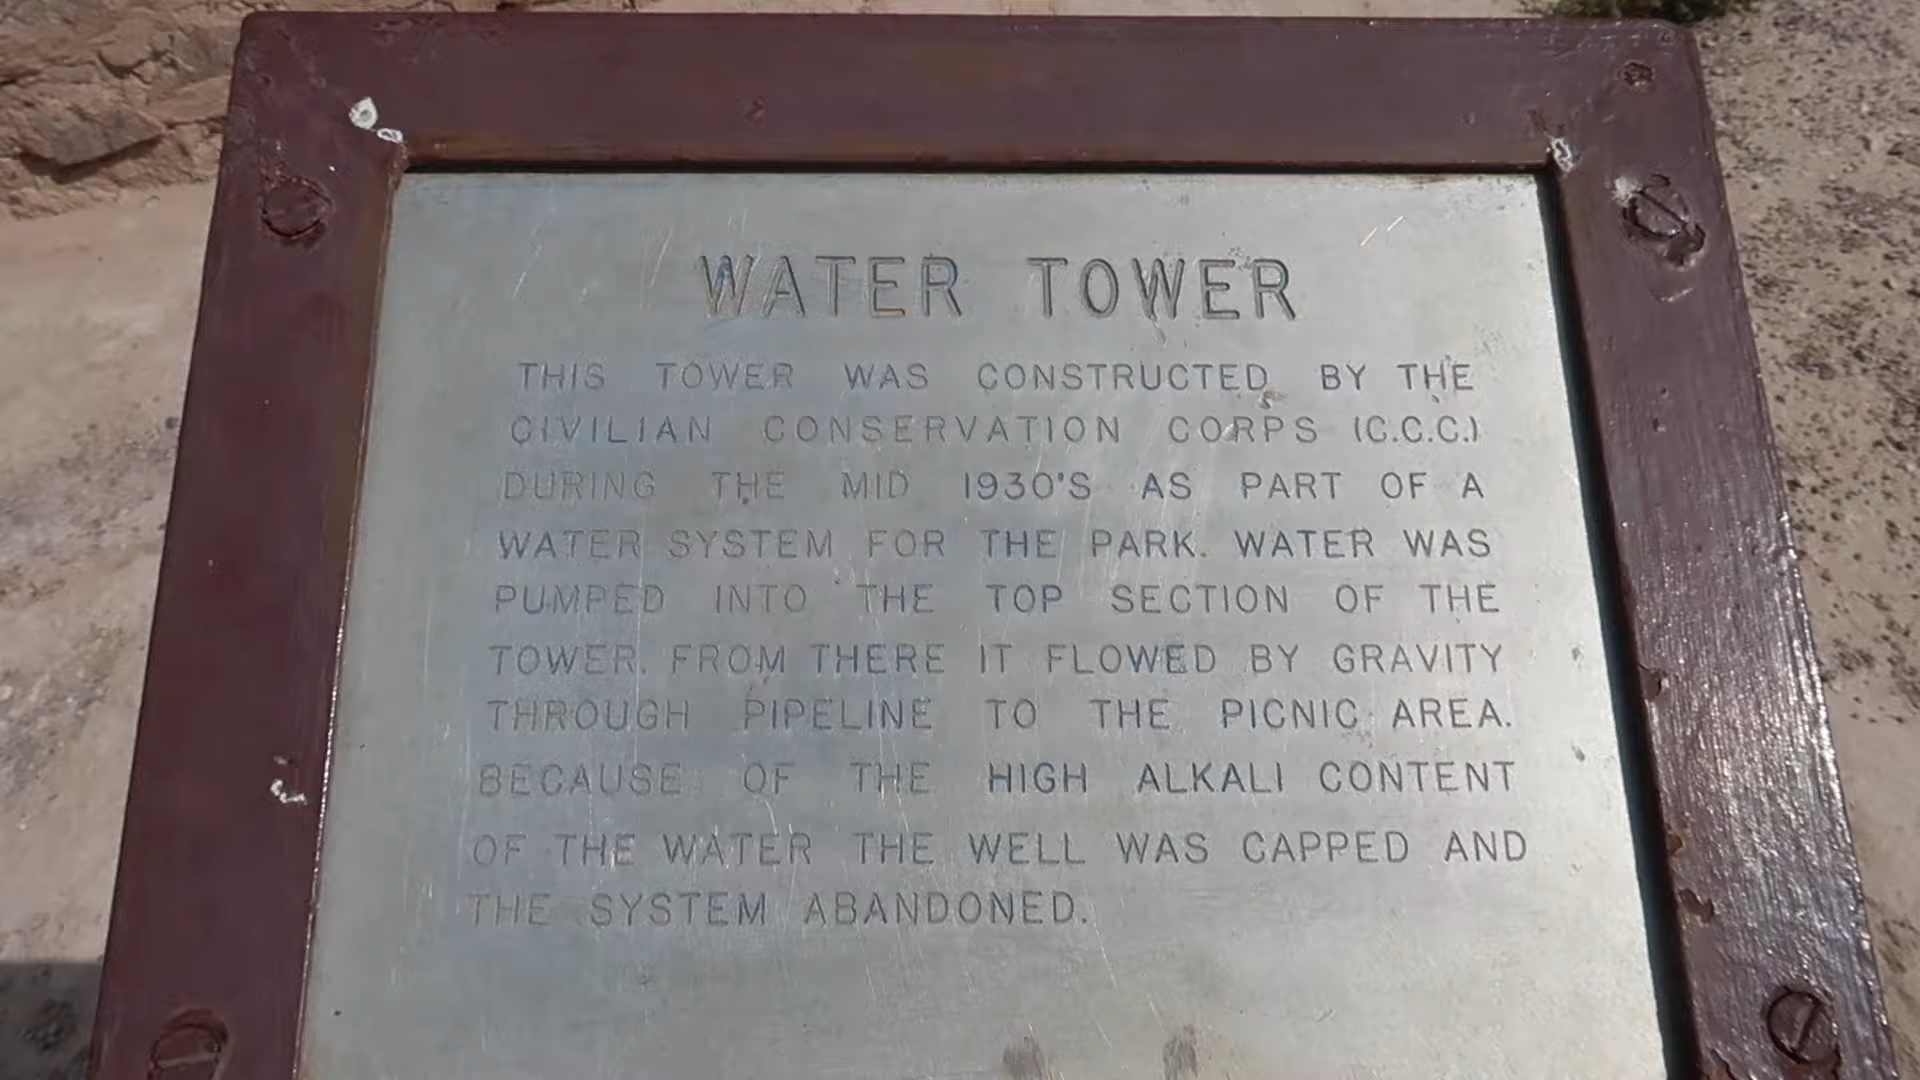 WATER TOWER
THIS TOWER WAS CONSTRUCTED BY THE
CIVILIAN CONSERVATION CORPS (C.C.C.)
DURING THE MID 1930'S AS PART OF A
WATER SYSTEM FOR THE PARK. WATER WAS
PUMPED INTO THE TOP SECTION OF THE
TOWER. FROM THERE IT FLOWED BY GRAVITY
THROUGH PIPELINE TO THE PICNIC AREA.
BECAUSE OF THE HIGH ALKALI CONTENT
OF THE WATER THE WELL WAS CAPPED AND
THE SYSTEM ABANDONED.